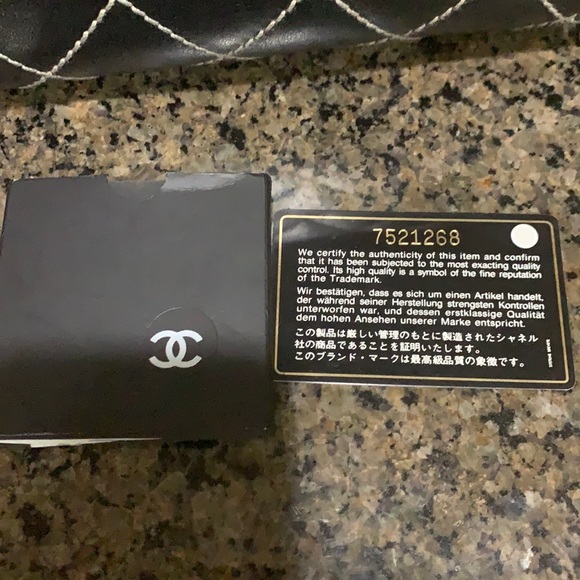 7521268
We certify the authenticity of this item and confirm
that it has been subjected to the most exacting quality
control. Its high quality is a symbol of the fine reputation
of the Trademark.
Wir bestätigen, dass es sich um einen Artikel handelt,
der während seiner Herstellung strengsten Kontrollen
unterworfen war, und dessen erstklassige Qualität
dem hohen Ansehen unserer Marke entspricht.
この製品は厳しい管理のもとに製造されたシャネル
社の商品であることを証明いたします。
このブランド・マークは最高級品質の象徴です。